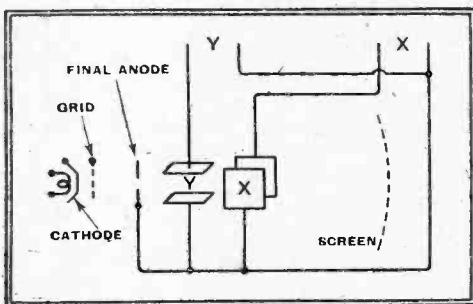 Y
X
FINAL ANODE
GRID
Y
X
CATHODE
SCREEN